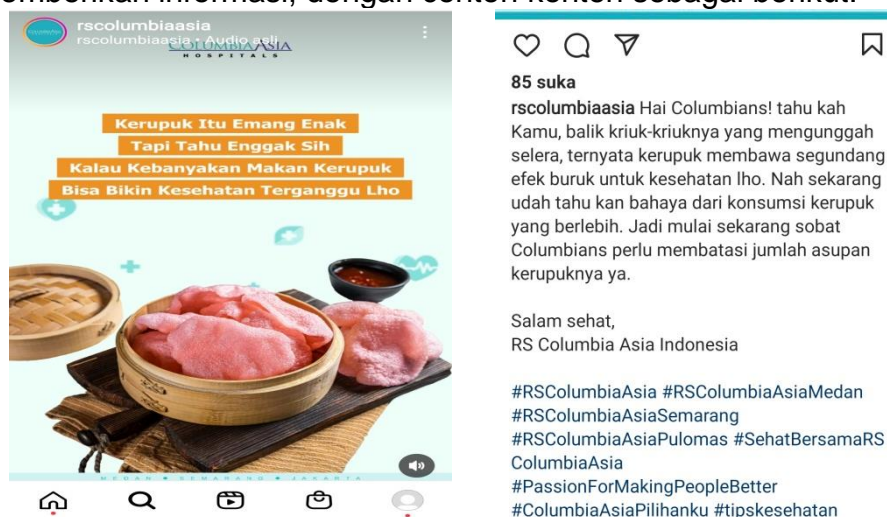 memberikan informasi, dengan conten-konten sebagai berikut:
rscolumbiaasia
rscolumbiaasia • Audio asli
COLUMBIA ASIA
HOSPITALS
Kerupuk Itu Emang Enak
Tapi Tahu Enggak Sih
Kalau Kebanyakan Makan Kerupuk
Bisa Bikin Kesehatan Terganggu Lho
MEDAN • SEMARANG • JAKARTA
85 suka
rscolumbiaasia Hai Columbians! tahu kah
Kamu, balik kriuk-kriuknya yang mengunggah
selera, ternyata kerupuk membawa segundang
efek buruk untuk kesehatan lho. Nah sekarang
udah tahu kan bahaya dari konsumsi kerupuk
yang berlebih. Jadi mulai sekarang sobat
Columbians perlu membatasi jumlah asupan
kerupuknya ya.
Salam sehat,
RS Columbia Asia Indonesia
#RSColumbiaAsia #RSColumbiaAsiaMedan
#RSColumbiaAsiaSemarang
#RSColumbiaAsiaPulomas #SehatBersamaRS
ColumbiaAsia
#PassionForMakingPeopleBetter
#ColumbiaAsiaPilihanku #tipskesehatan